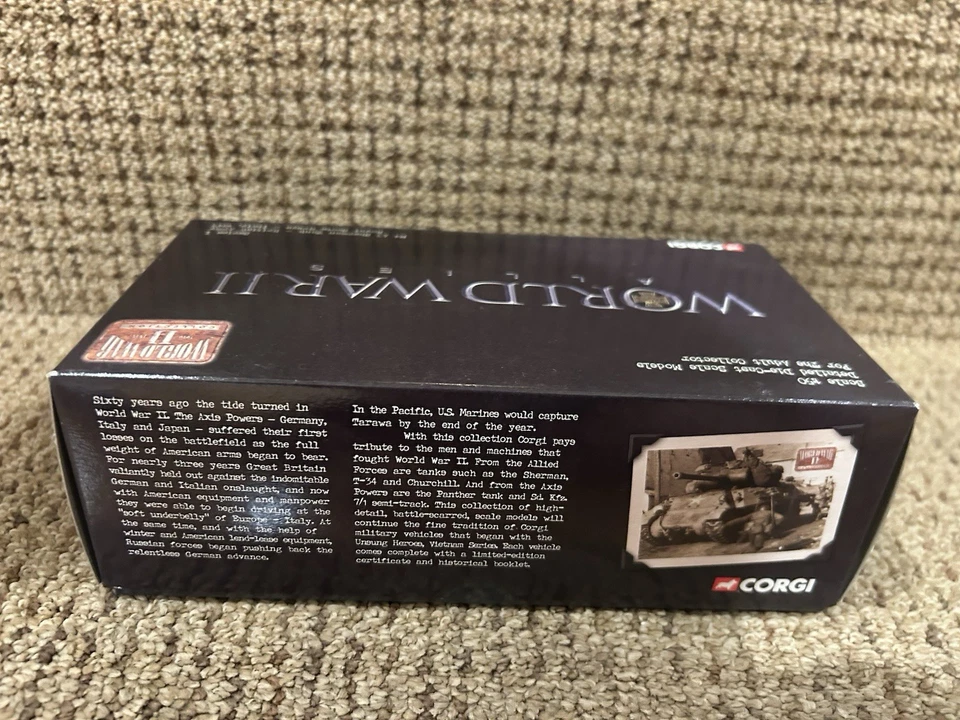 CORGI
WORLD WAR II
ALLIES
WORLD WAR
II
COLLECTION
Scale 1:50
Detailed Die-Cast Scale Models
For The Adult Collector
Sixty years ago the tide turned in
World War II. The Axis Powers – Germany,
Italy and Japan – suffered their first
losses on the battlefield as the full
weight of American arms began to bear.
For nearly three years Great Britain
valiantly held out against the indomitable
German and Italian onslaught, and now
with American equipment and manpower
they were able to begin driving at the
"soft underbelly" of Europe – Italy. At
the same time, and with the help of
winter and American lend-lease equipment,
Russian forces began pushing back the
relentless German advance.
In the Pacific, U.S. Marines would capture
Tarawa by the end of the year.
With this collection Corgi pays
tribute to the men and machines that
fought World War II. From the Allied
Forces are tanks such as the Sherman,
T-34 and Churchill. And from the Axis
Powers are the Panther tank and Sd. Kfz.
7/1 semi-track. This collection of high-
detail, battle-scarred, scale models will
continue the fine tradition of Corgi
military vehicles that began with the
Unsung Heroes, Vietnam Series. Each vehicle
comes complete with a limited-edition
certificate and historical booklet.
WORLD WAR
II
CORGI